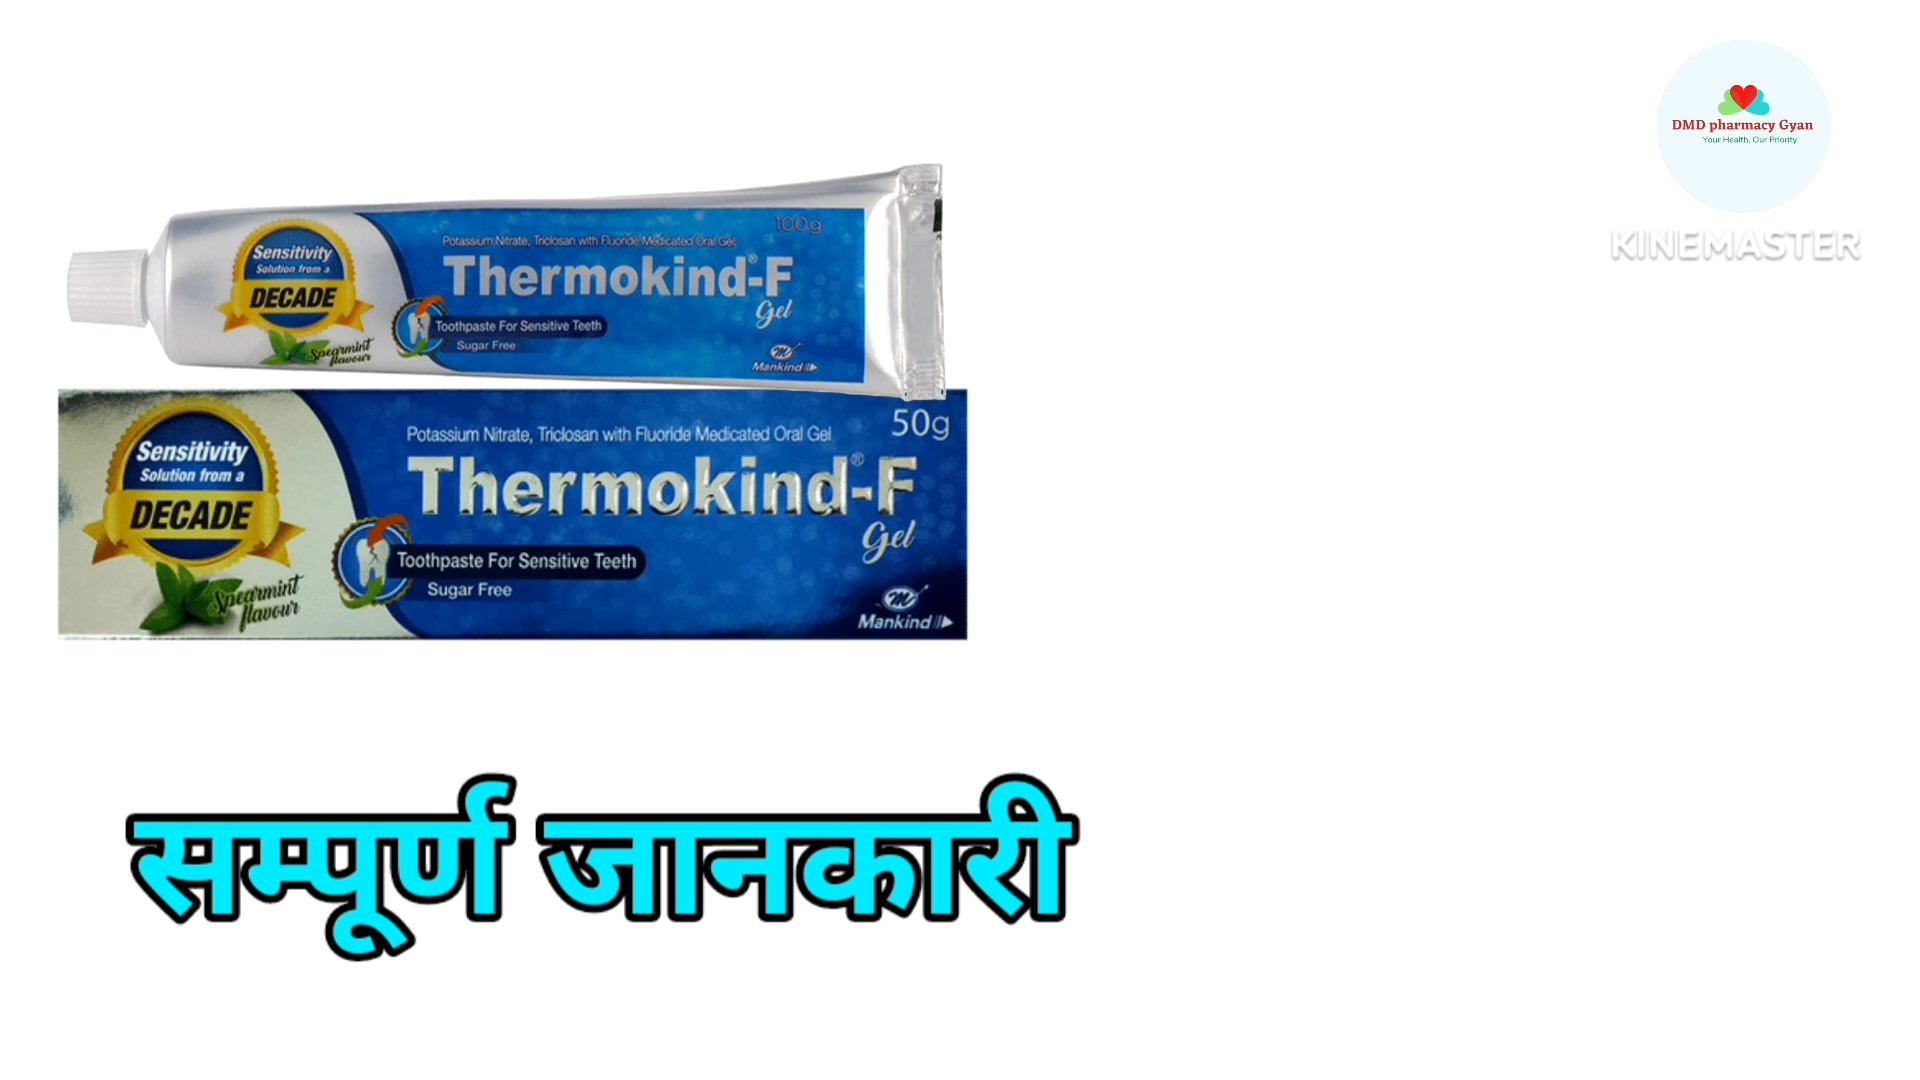 DMD pharmacy Gyan
Your Health, Our Priority
KINEMASTER
Sensitivity
Solution from a
DECADE
Spearmint
flavour
100g
Potassium Nitrate, Triclosan with Fluoride Medicated Oral Gel
Thermokind®-F
Gel
Toothpaste For Sensitive Teeth
Sugar Free
Mankind
Sensitivity
Solution from a
DECADE
Spearmint
flavour
50g
Potassium Nitrate, Triclosan with Fluoride Medicated Oral Gel
Thermokind®-F
Gel
Toothpaste For Sensitive Teeth
Sugar Free
Mankind
सम्पूर्ण जानकारी